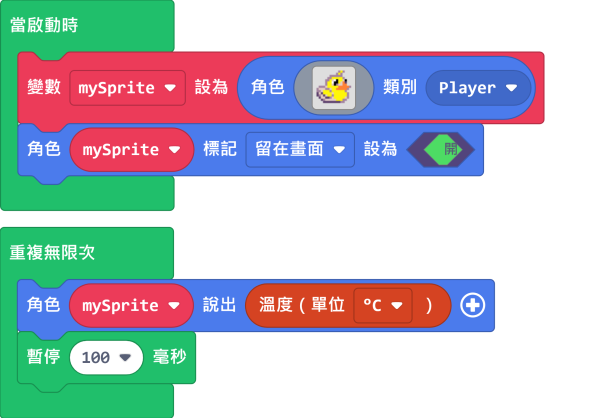 當啟動時
變數 mySprite 設為 角色 類別 Player
角色 mySprite 標記 留在畫面 設為 開
重複無限次
角色 mySprite 說出 溫度 ( 單位 °C )
暫停 100 毫秒